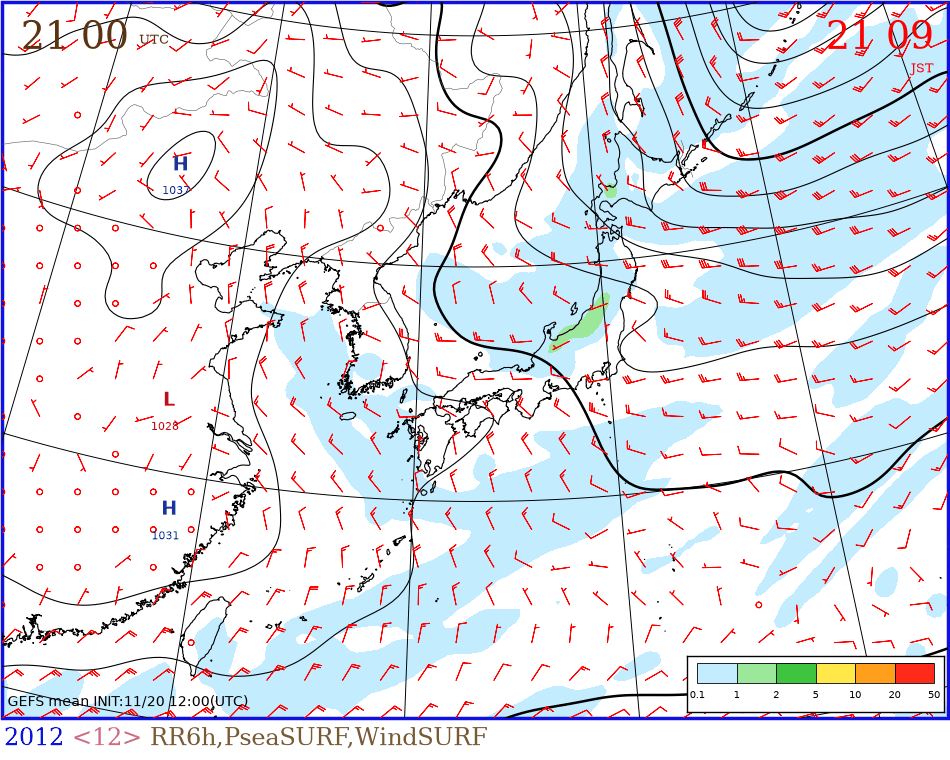 21 00 UTC
21 09
JST
H
1037
L
1028
H
1031
0.1 1 2 5 10 20 50
GEFS mean INIT:11/20 12:00(UTC)
2012 <12> RR6h,PseaSURF,WindSURF